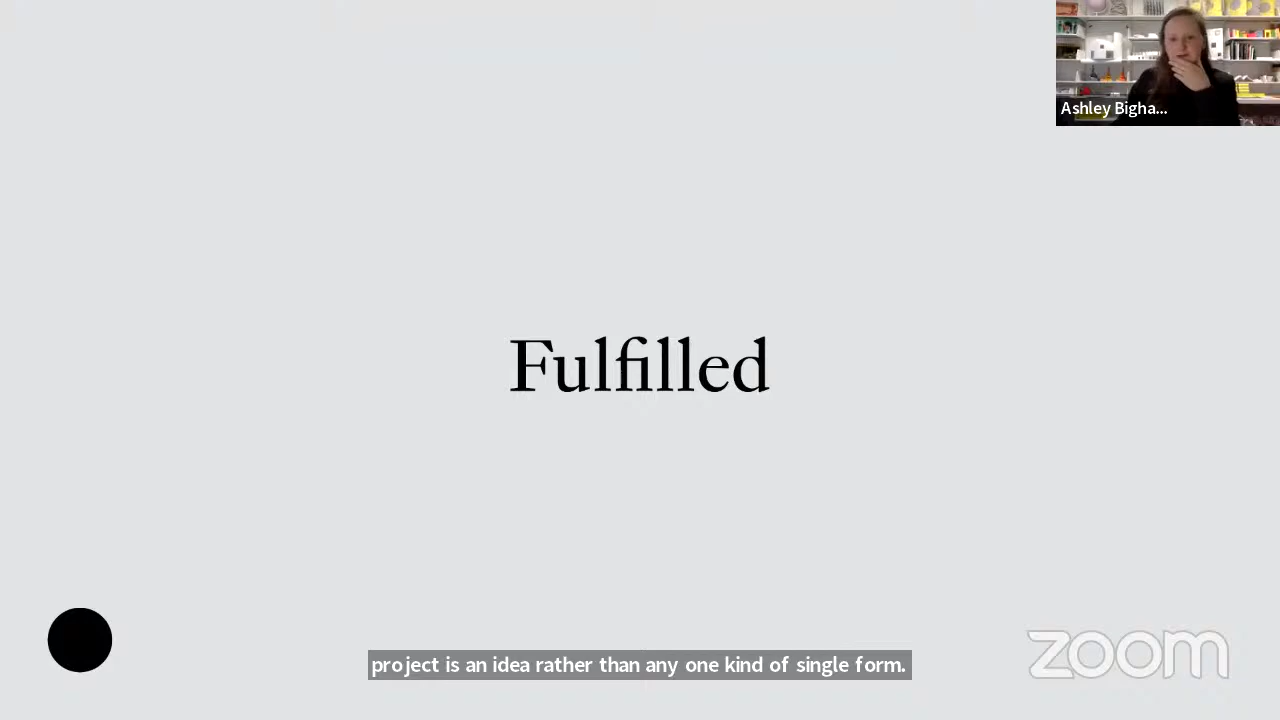 Ashley Bigha...
Fulfilled
project is an idea rather than any one kind of single form.
zoom